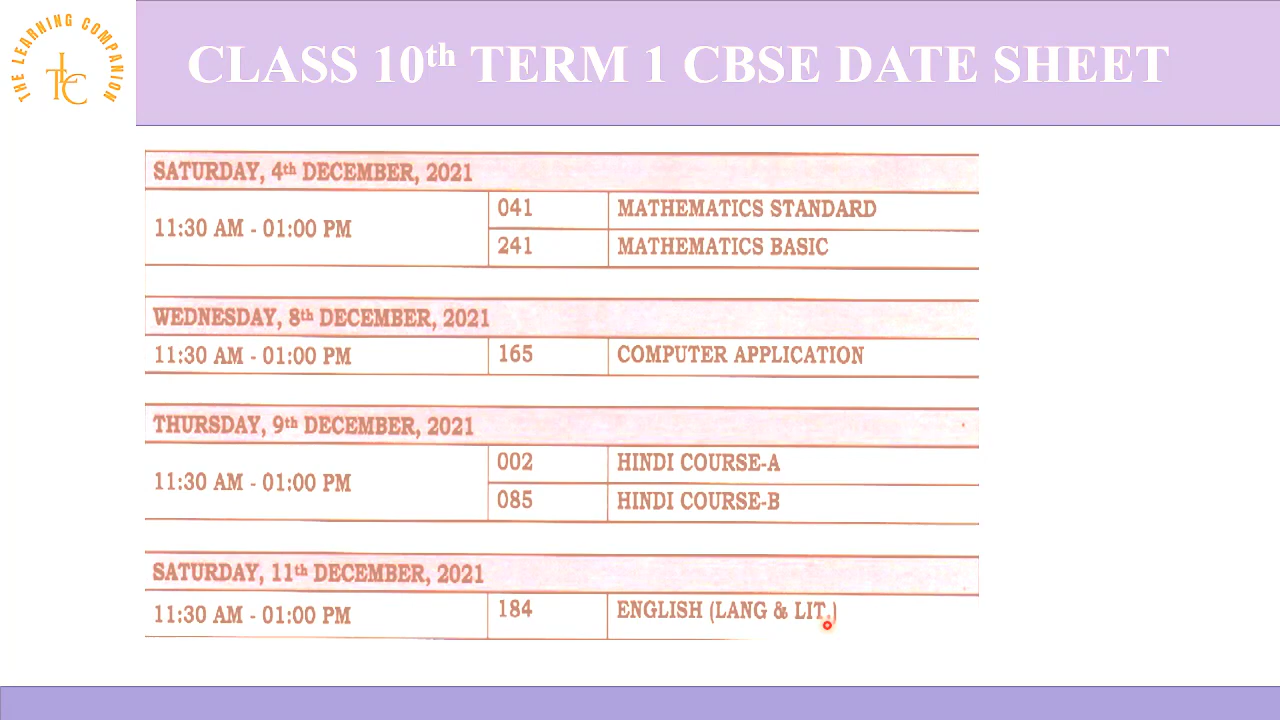 THE LEARNING COMPANION
TLC
CLASS 10th TERM 1 CBSE DATE SHEET
SATURDAY, 4th DECEMBER, 2021
11:30 AM - 01:00 PM
041 MATHEMATICS STANDARD
241 MATHEMATICS BASIC
WEDNESDAY, 8th DECEMBER, 2021
11:30 AM - 01:00 PM 165 COMPUTER APPLICATION
THURSDAY, 9th DECEMBER, 2021
11:30 AM - 01:00 PM
002 HINDI COURSE-A
085 HINDI COURSE-B
SATURDAY, 11th DECEMBER, 2021
11:30 AM - 01:00 PM 184 ENGLISH (LANG & LIT.)